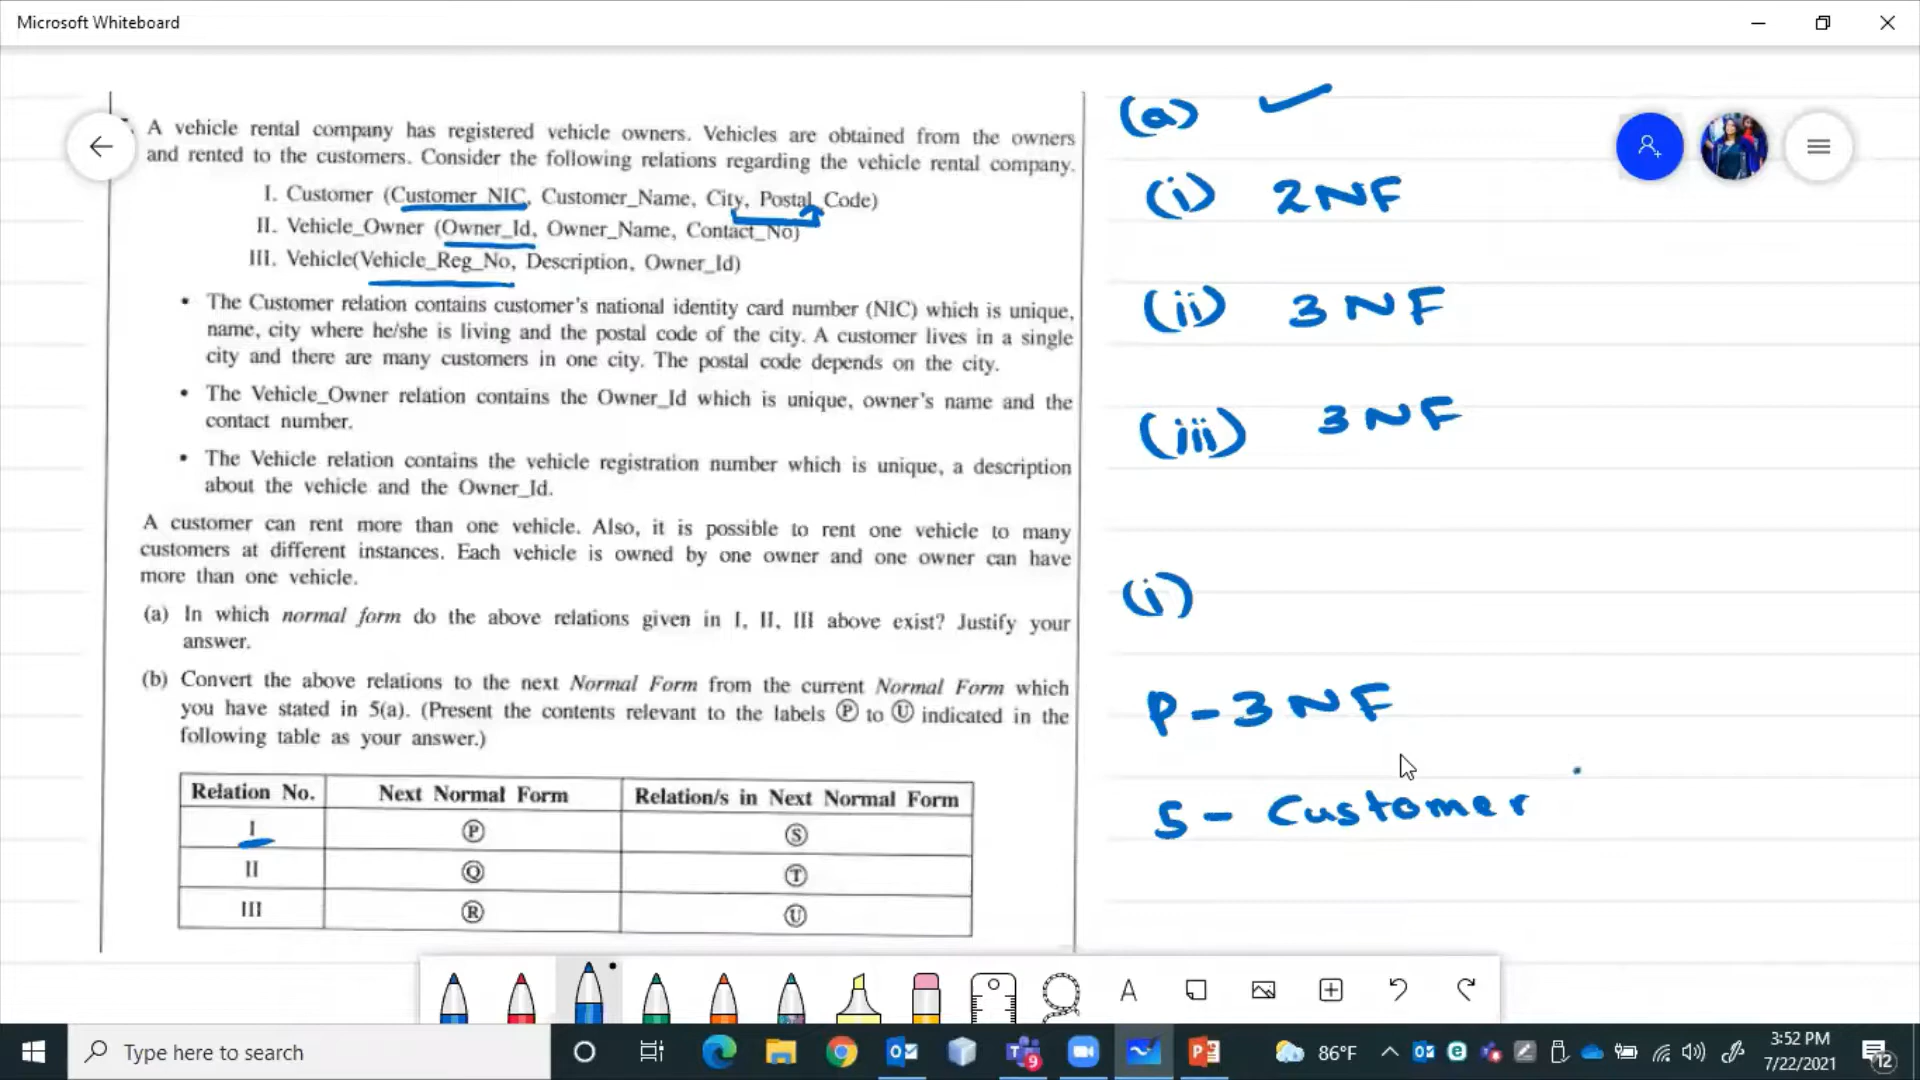 Microsoft Whiteboard
A vehicle rental company has registered vehicle owners. Vehicles are obtained from the owners
and rented to the customers. Consider the following relations regarding the vehicle rental company.
I. Customer (Customer_NIC, Customer_Name, City, Postal_Code)
II. Vehicle_Owner (Owner_Id, Owner_Name, Contact_No)
III. Vehicle(Vehicle_Reg_No, Description, Owner_Id)
• The Customer relation contains customer's national identity card number (NIC) which is unique,
name, city where he/she is living and the postal code of the city. A customer lives in a single
city and there are many customers in one city. The postal code depends on the city.
• The Vehicle_Owner relation contains the Owner_Id which is unique, owner's name and the
contact number.
• The Vehicle relation contains the vehicle registration number which is unique, a description
about the vehicle and the Owner_Id.
A customer can rent more than one vehicle. Also, it is possible to rent one vehicle to many
customers at different instances. Each vehicle is owned by one owner and one owner can have
more than one vehicle.
(a) In which normal form do the above relations given in I, II, III above exist? Justify your
answer.
(b) Convert the above relations to the next Normal Form from the current Normal Form which
you have stated in 5(a). (Present the contents relevant to the labels Ⓟ to Ⓤ indicated in the
following table as your answer.)
Relation No. Next Normal Form Relation/s in Next Normal Form
I Ⓟ Ⓢ
II Ⓠ Ⓣ
III Ⓡ Ⓤ
(a) ✓
(i) 2NF
(ii) 3NF
(iii) 3NF
(i)
P - 3NF
S - Customer
Type here to search
86°F
3:52 PM
7/22/2021
9
12